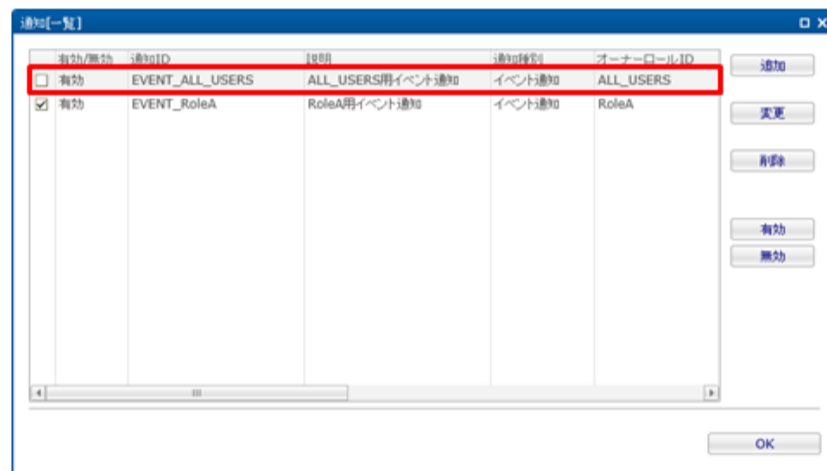 通知[一覧]
有効/無効 通知ID 説明 通知種別 オーナーロールID
有効 EVENT_ALL_USERS ALL_USERS用イベント通知 イベント通知 ALL_USERS
有効 EVENT_RoleA RoleA用イベント通知 イベント通知 RoleA
追加
変更
削除
有効
無効
OK